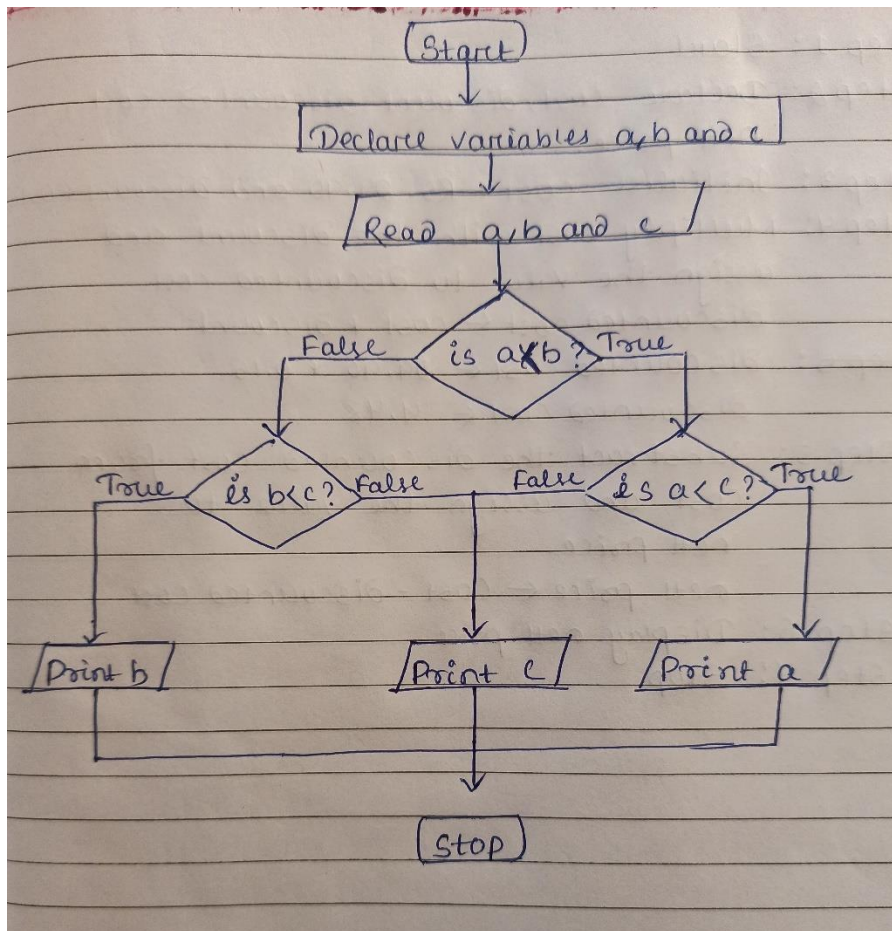 Start
Declare variables a, b and c
Read a, b and c
is a<b?
False
True
is b<c?
True
False
is a<c?
False
True
Print b
Print c
Print a
Stop